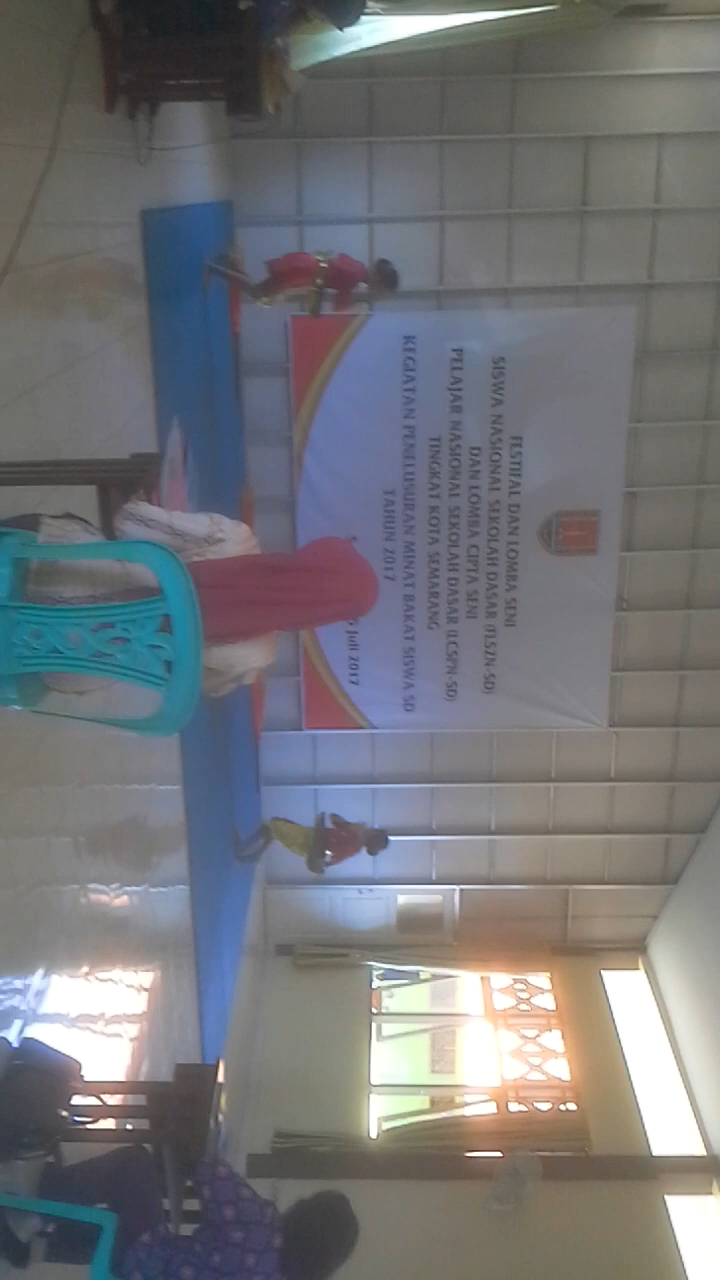 FESTIFAL DAN LOMBA SENI
SISWA NASIONAL SEKOLAH DASAR (FLS2N-SD)
DAN LOMBA CIPTA SENI
PELAJAR NASIONAL SEKOLAH DASAR (LCSPN-SD)
TINGKAT KOTA SEMARANG
KEGIATAN PENELUSURAN MINAT BAKAT SISWA SD
TAHUN 2017
Juli 2017